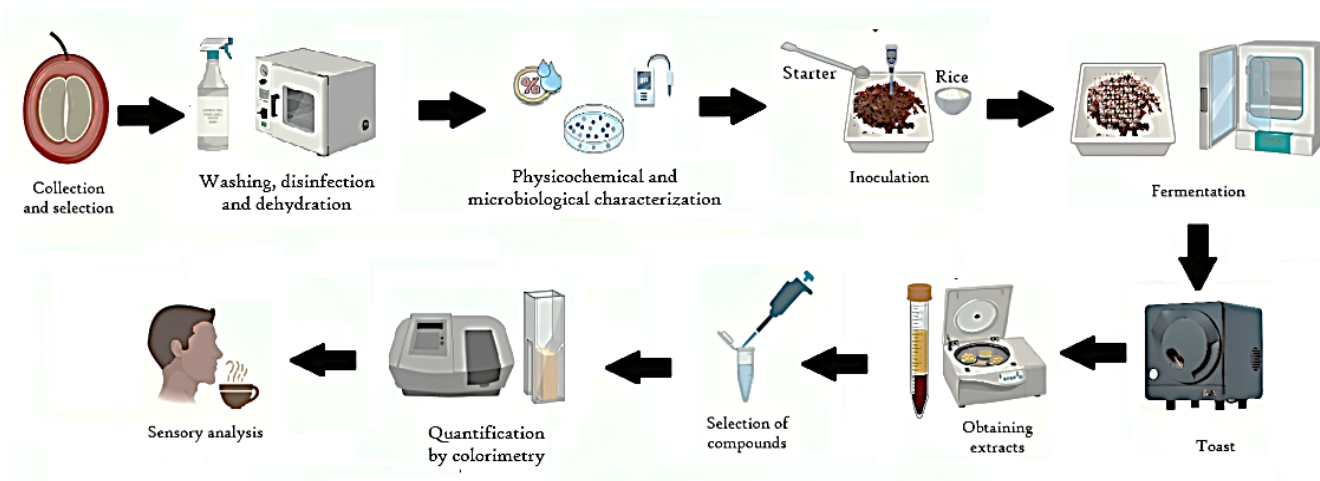 Starter
Rice
Collection
and selection
Washing, disinfection
and dehydration
%
Physicochemical and
microbiological characterization
Inoculation
Fermentation
Sensory analysis
Quantification
by colorimetry
Selection of
compounds
Obtaining
extracts
Toast